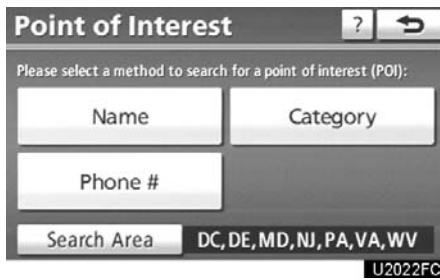 Point of Interest ?
Please select a method to search for a point of interest (POI):
Name Category
Phone #
Search Area DC,DE,MD,NJ,PA,VA,WV
U2022FC